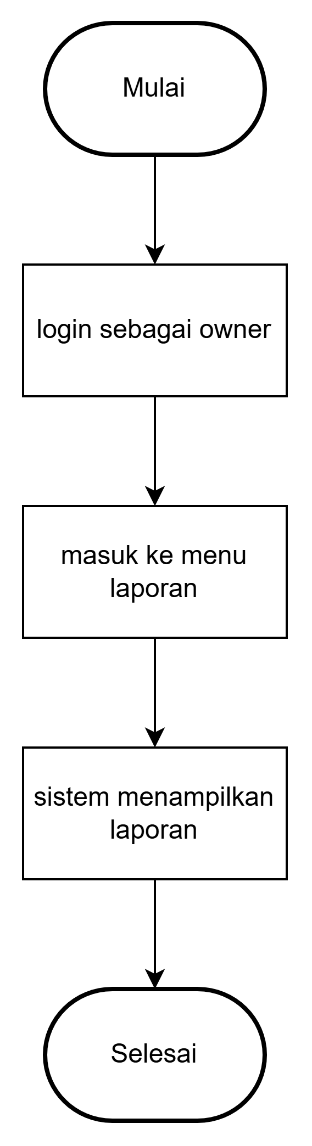 Mulai
login sebagai owner
masuk ke menu
laporan
sistem menampilkan
laporan
Selesai